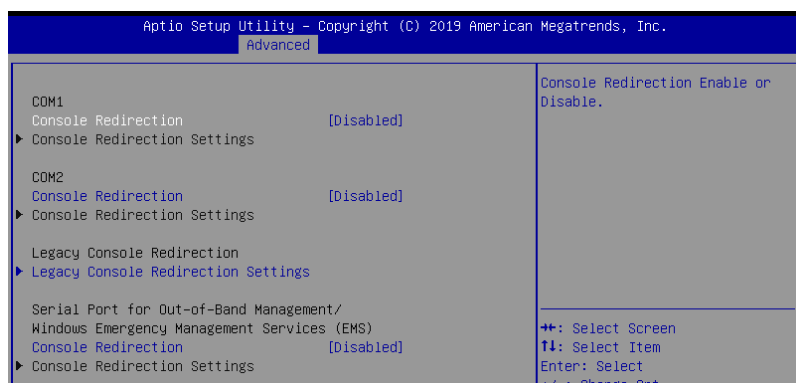 Aptio Setup Utility – Copyright (C) 2019 American Megatrends, Inc.
Advanced
COM1
Console Redirection [Disabled]
Console Redirection Settings
COM2
Console Redirection [Disabled]
Console Redirection Settings
Legacy Console Redirection
Legacy Console Redirection Settings
Serial Port for Out-of-Band Management/
Windows Emergency Management Services (EMS)
Console Redirection [Disabled]
Console Redirection Settings
Console Redirection Enable or
Disable.
→←: Select Screen
↑↓: Select Item
Enter: Select